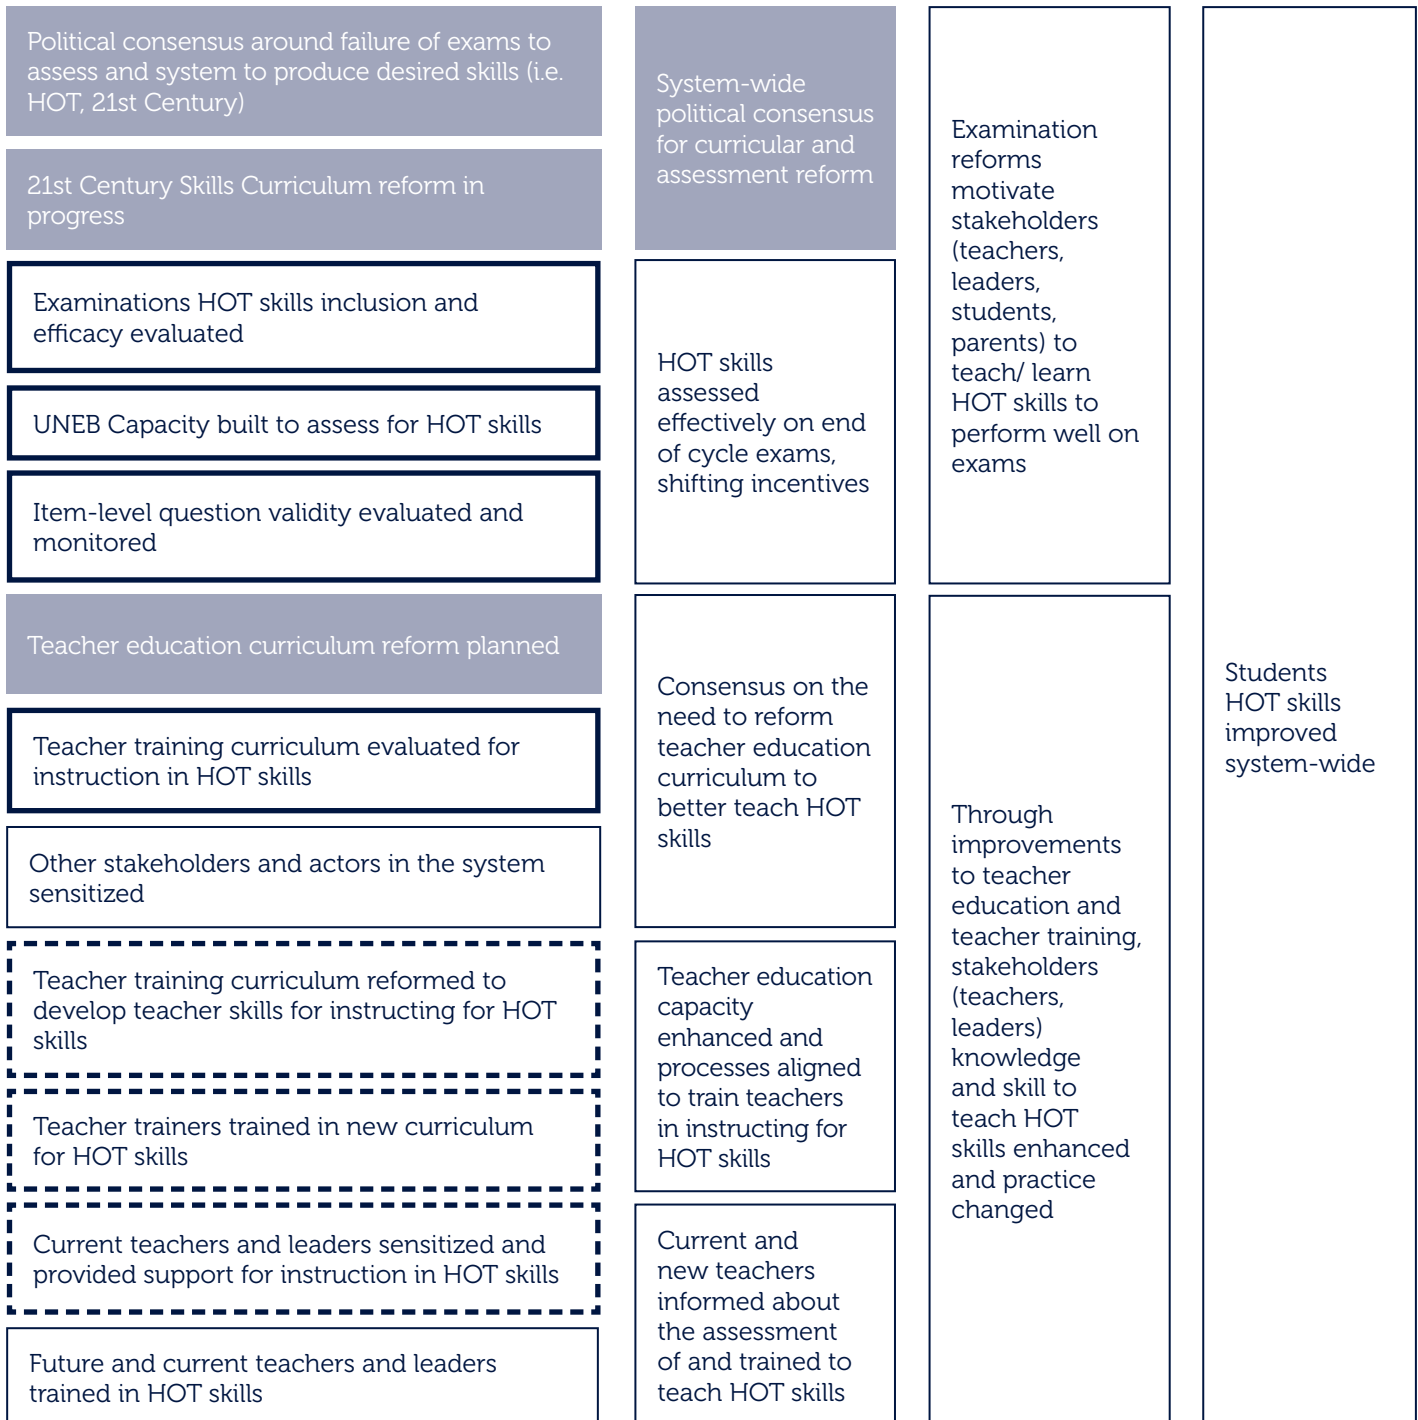 Political consensus around failure of exams to
assess and system to produce desired skills (i.e.
HOT, 21st Century)
21st Century Skills Curriculum reform in
progress
Examinations HOT skills inclusion and
efficacy evaluated
UNEB Capacity built to assess for HOT skills
Item-level question validity evaluated and
monitored
Teacher education curriculum reform planned
Teacher training curriculum evaluated for
instruction in HOT skills
Other stakeholders and actors in the system
sensitized
Teacher training curriculum reformed to
develop teacher skills for instructing for HOT
skills
Teacher trainers trained in new curriculum
for HOT skills
Current teachers and leaders sensitized and
provided support for instruction in HOT skills
Future and current teachers and leaders
trained in HOT skills
System-wide
political consensus
for curricular and
assessment reform
HOT skills
assessed
effectively on end
of cycle exams,
shifting incentives
Consensus on the
need to reform
teacher education
curriculum to
better teach HOT
skills
Teacher education
capacity
enhanced and
processes aligned
to train teachers
in instructing for
HOT skills
Current and
new teachers
informed about
the assessment
of and trained to
teach HOT skills
Examination
reforms
motivate
stakeholders
(teachers,
leaders,
students,
parents) to
teach/ learn
HOT skills to
perform well on
exams
Through
improvements
to teacher
education and
teacher training,
stakeholders
(teachers,
leaders)
knowledge
and skill to
teach HOT
skills enhanced
and practice
changed
Students
HOT skills
improved
system-wide